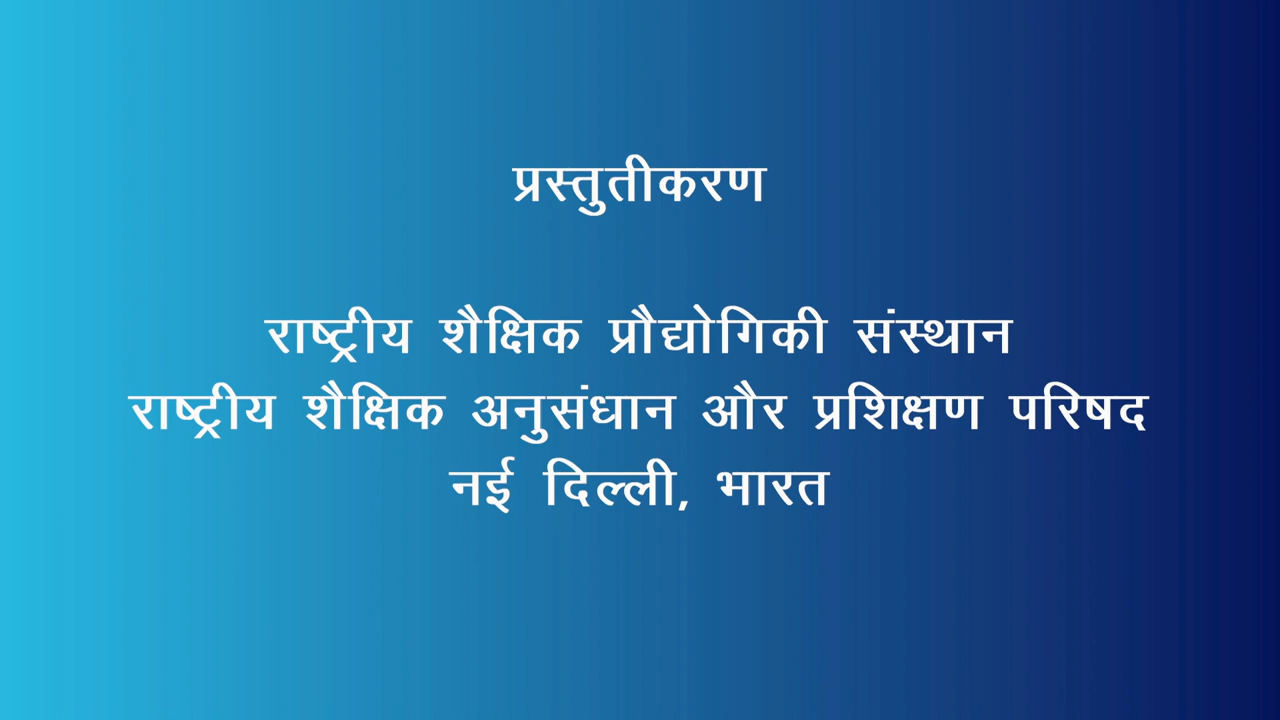 प्रस्तुतीकरण
राष्ट्रीय शैक्षिक प्रौद्योगिकी संस्थान
राष्ट्रीय शैक्षिक अनुसंधान और प्रशिक्षण परिषद
नई दिल्ली, भारत